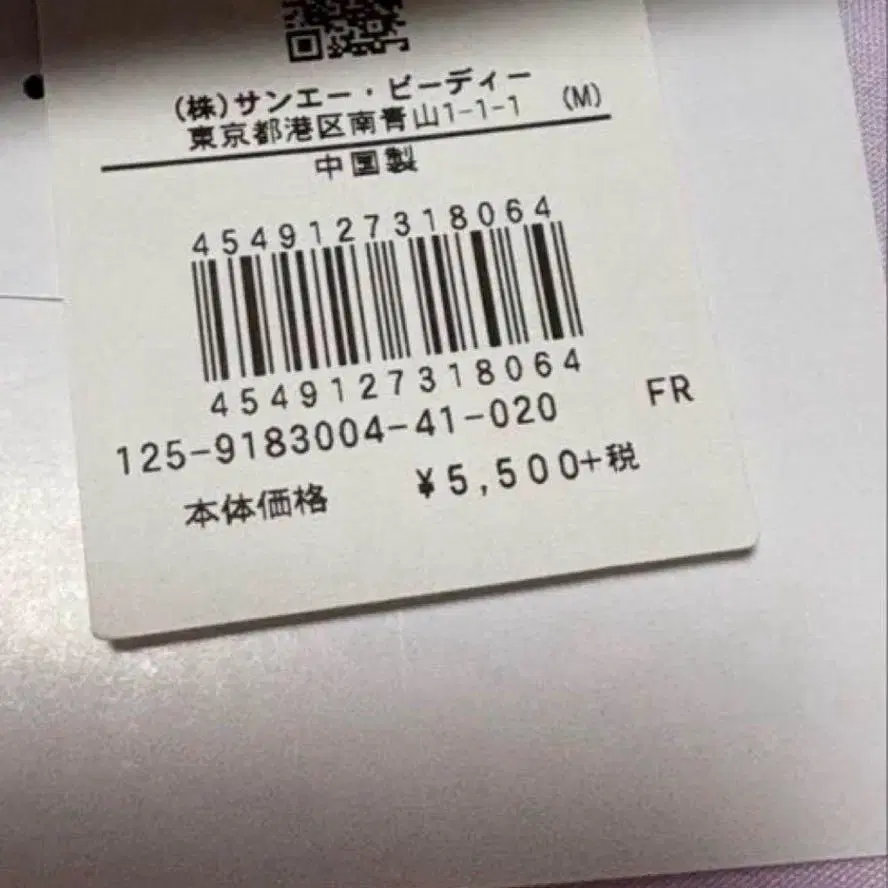 (株)サンエー・ビーディー
東京都港区南青山1-1-1 (M)
中国製
4549127318064
4549127318064
125-9183004-41-020 FR
本体価格 ¥5,500+税